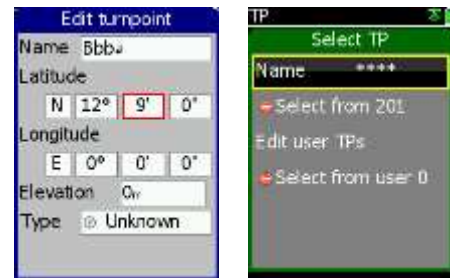 Edit turnpoint
Name Bbb
Latitude
N 12° 9' 0"
Longitude
E 0° 0' 0"
Elevation 0
Type Unknown
TP
Select TP
Name ****
Select from 201
Edit user TPs
Select from user 0